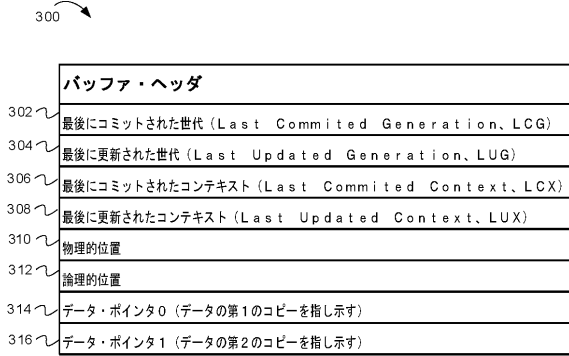 300
バッファ・ヘッダ
302 最後にコミットされた世代（Last Commited Generation、LCG）
304 最後に更新された世代（Last Updated Generation、LUG）
306 最後にコミットされたコンテキスト（Last Commited Context、LCX）
308 最後に更新されたコンテキスト（Last Updated Context、LUX）
310 物理的位置
312 論理的位置
314 データ・ポインタ0（データの第1のコピーを指し示す）
316 データ・ポインタ1（データの第2のコピーを指し示す）